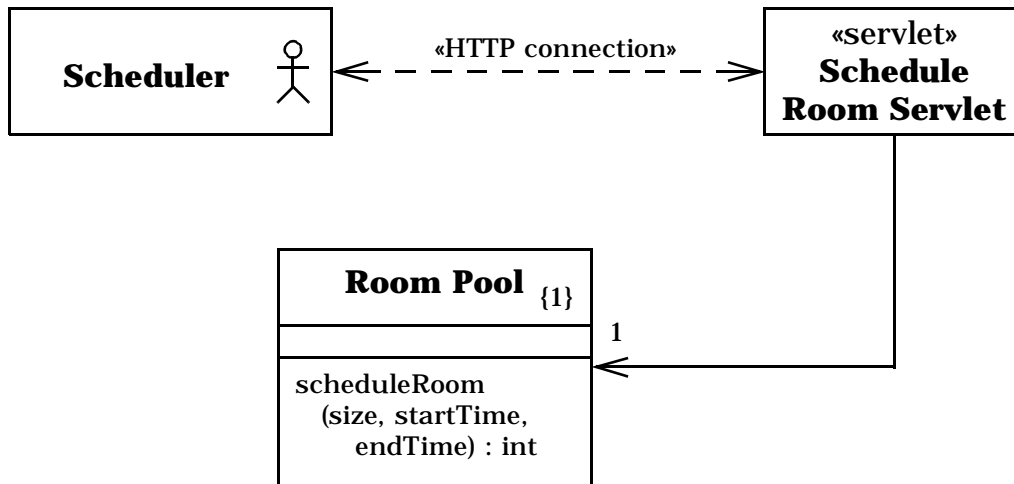 Scheduler
«HTTP connection»
«servlet»
Schedule
Room Servlet
Room Pool {1}
1
scheduleRoom
(size, startTime,
endTime) : int